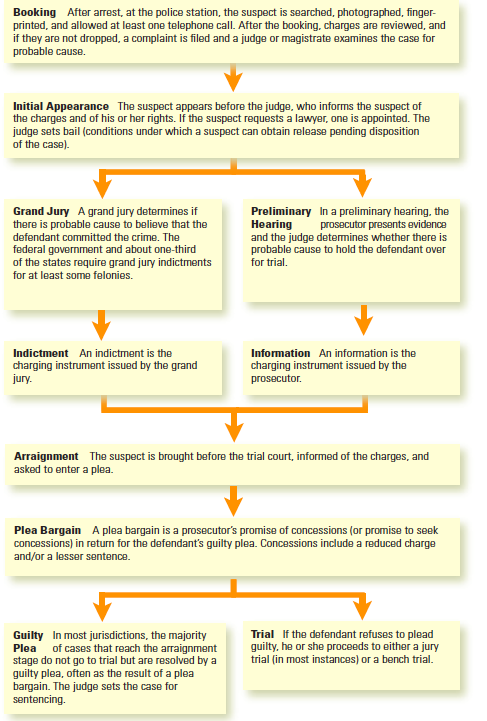 Booking After arrest, at the police station, the suspect is searched, photographed, finger-
printed, and allowed at least one telephone call. After the booking, charges are reviewed, and
if they are not dropped, a complaint is filed and a judge or magistrate examines the case for
probable cause.
Initial Appearance The suspect appears before the judge, who informs the suspect of
the charges and of his or her rights. If the suspect requests a lawyer, one is appointed. The
judge sets bail (conditions under which a suspect can obtain release pending disposition
of the case).
Grand Jury A grand jury determines if
there is probable cause to believe that the
defendant committed the crime. The
federal government and about one-third
of the states require grand jury indictments
for at least some felonies.
Preliminary In a preliminary hearing, the
Hearing prosecutor presents evidence
and the judge determines whether there is
probable cause to hold the defendant over
for trial.
Indictment An indictment is the
charging instrument issued by the grand
jury.
Information An information is the
charging instrument issued by the
prosecutor.
Arraignment The suspect is brought before the trial court, informed of the charges, and
asked to enter a plea.
Plea Bargain A plea bargain is a prosecutor's promise of concessions (or promise to seek
concessions) in return for the defendant's guilty plea. Concessions include a reduced charge
and/or a lesser sentence.
Guilty In most jurisdictions, the majority
Plea of cases that reach the arraignment
stage do not go to trial but are resolved by a
guilty plea, often as the result of a plea
bargain. The judge sets the case for
sentencing.
Trial If the defendant refuses to plead
guilty, he or she proceeds to either a jury
trial (in most instances) or a bench trial.